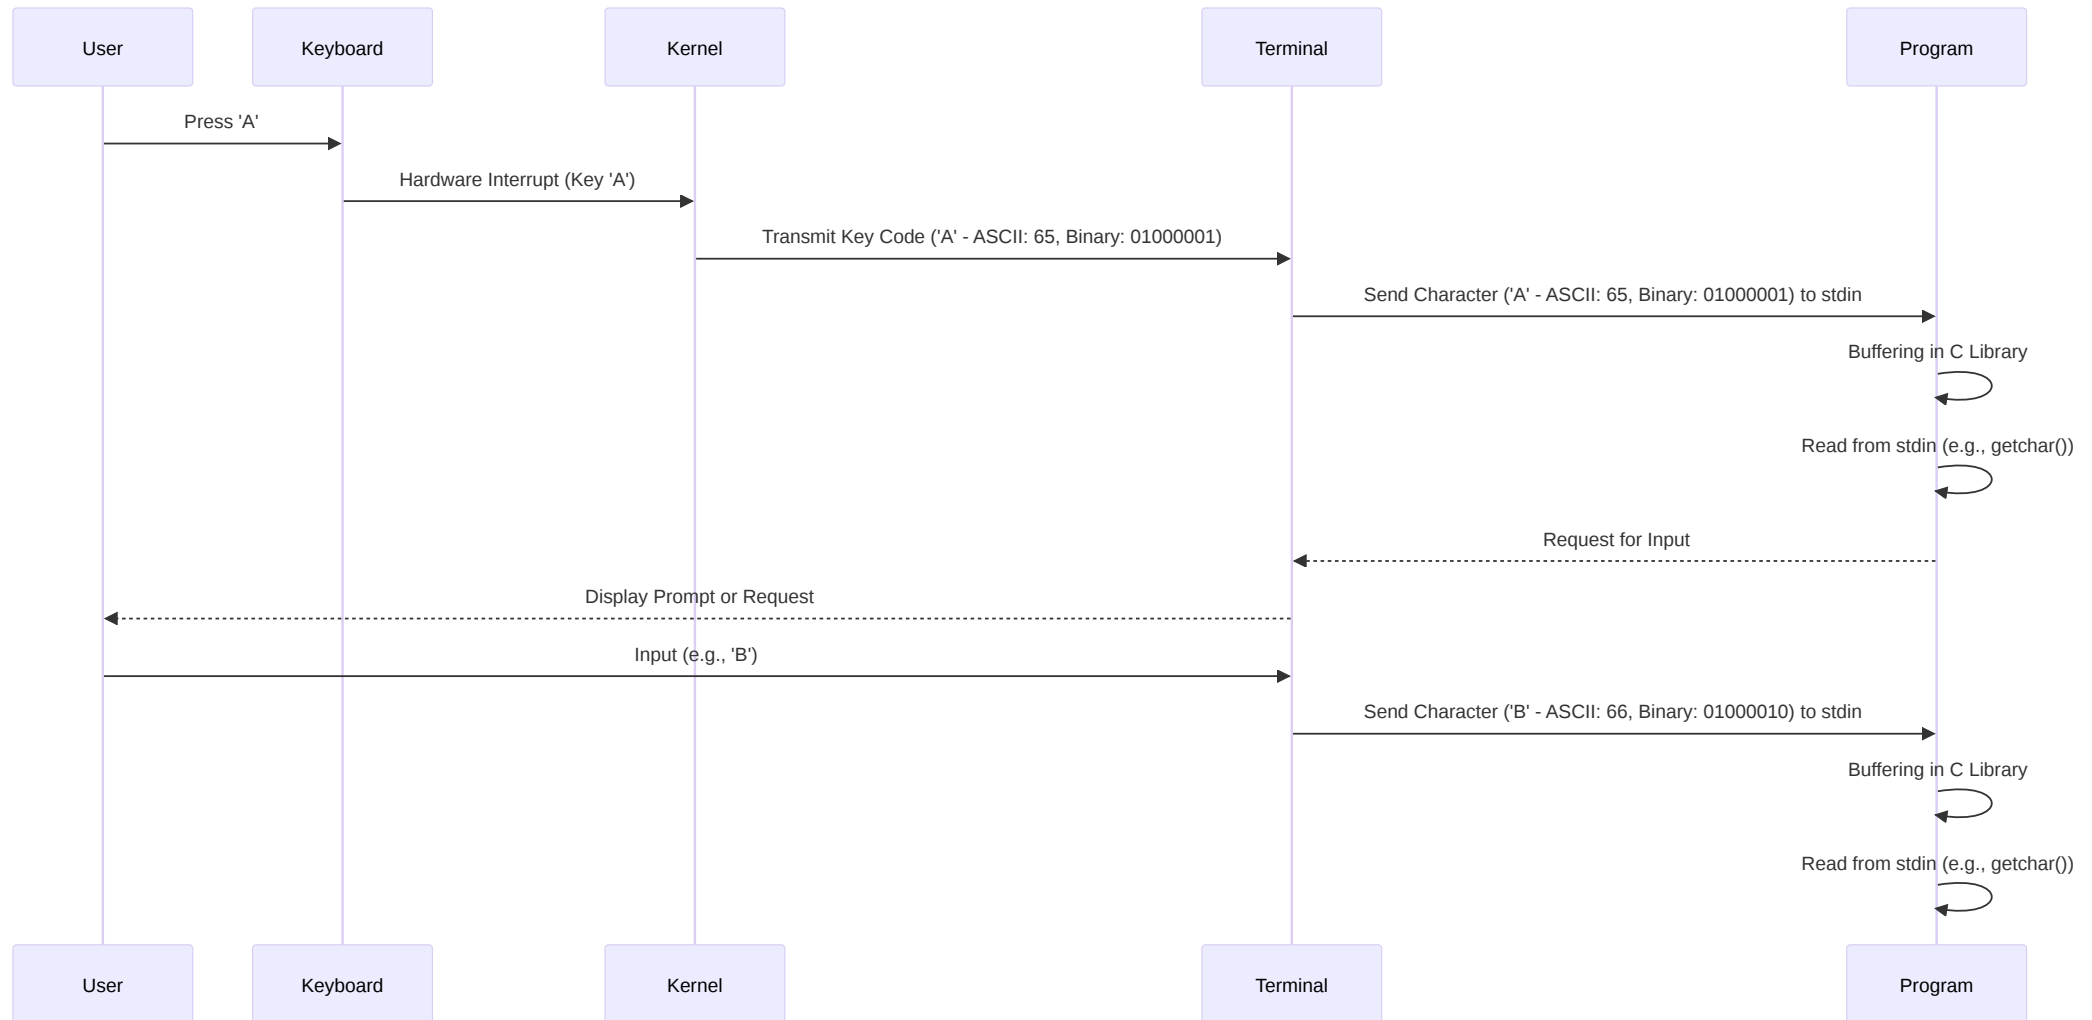 User
Keyboard
Kernel
Terminal
Program
Press 'A'
Hardware Interrupt (Key 'A')
Transmit Key Code ('A' - ASCII: 65, Binary: 01000001)
Send Character ('A' - ASCII: 65, Binary: 01000001) to stdin
Buffering in C Library
Read from stdin (e.g., getchar())
Request for Input
Display Prompt or Request
Input (e.g., 'B')
Send Character ('B' - ASCII: 66, Binary: 01000010) to stdin
Buffering in C Library
Read from stdin (e.g., getchar())
User
Keyboard
Kernel
Terminal
Program